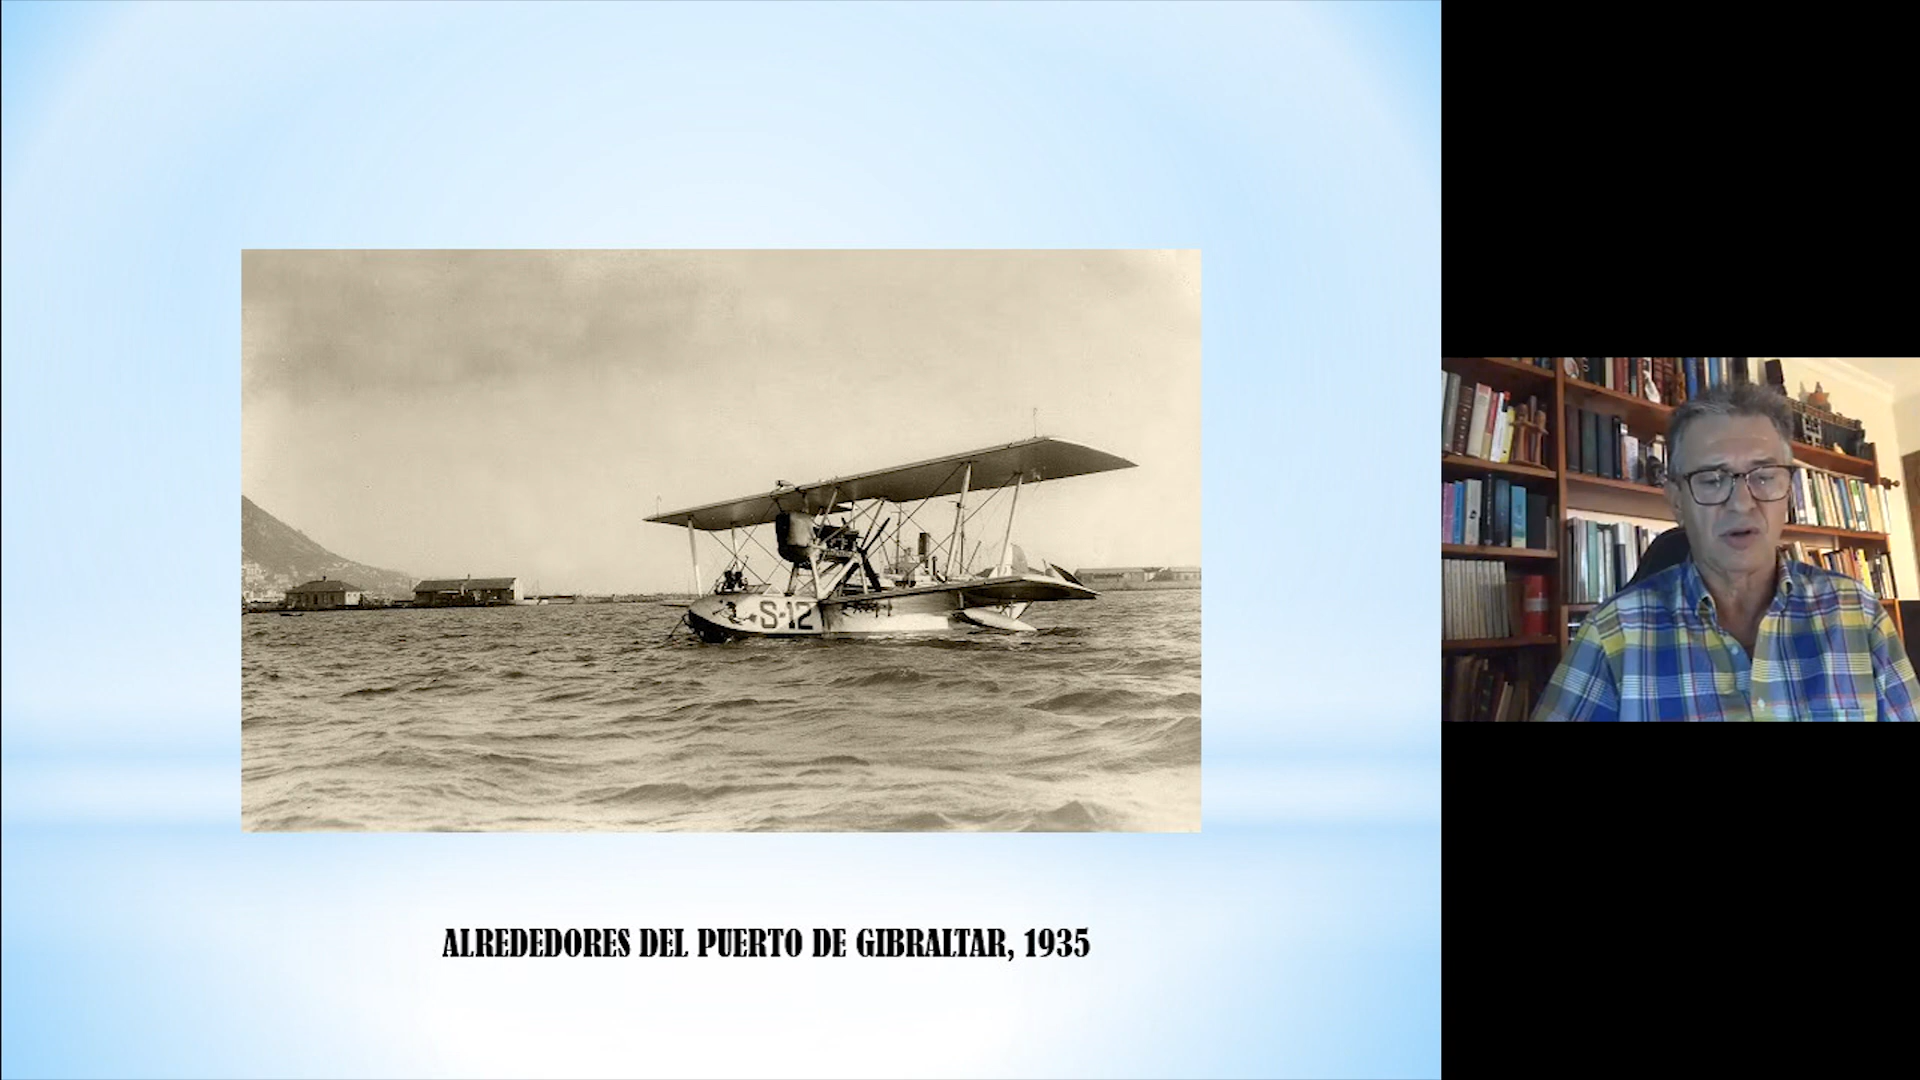 S-12
ALREDEDORES DEL PUERTO DE GIBRALTAR, 1935